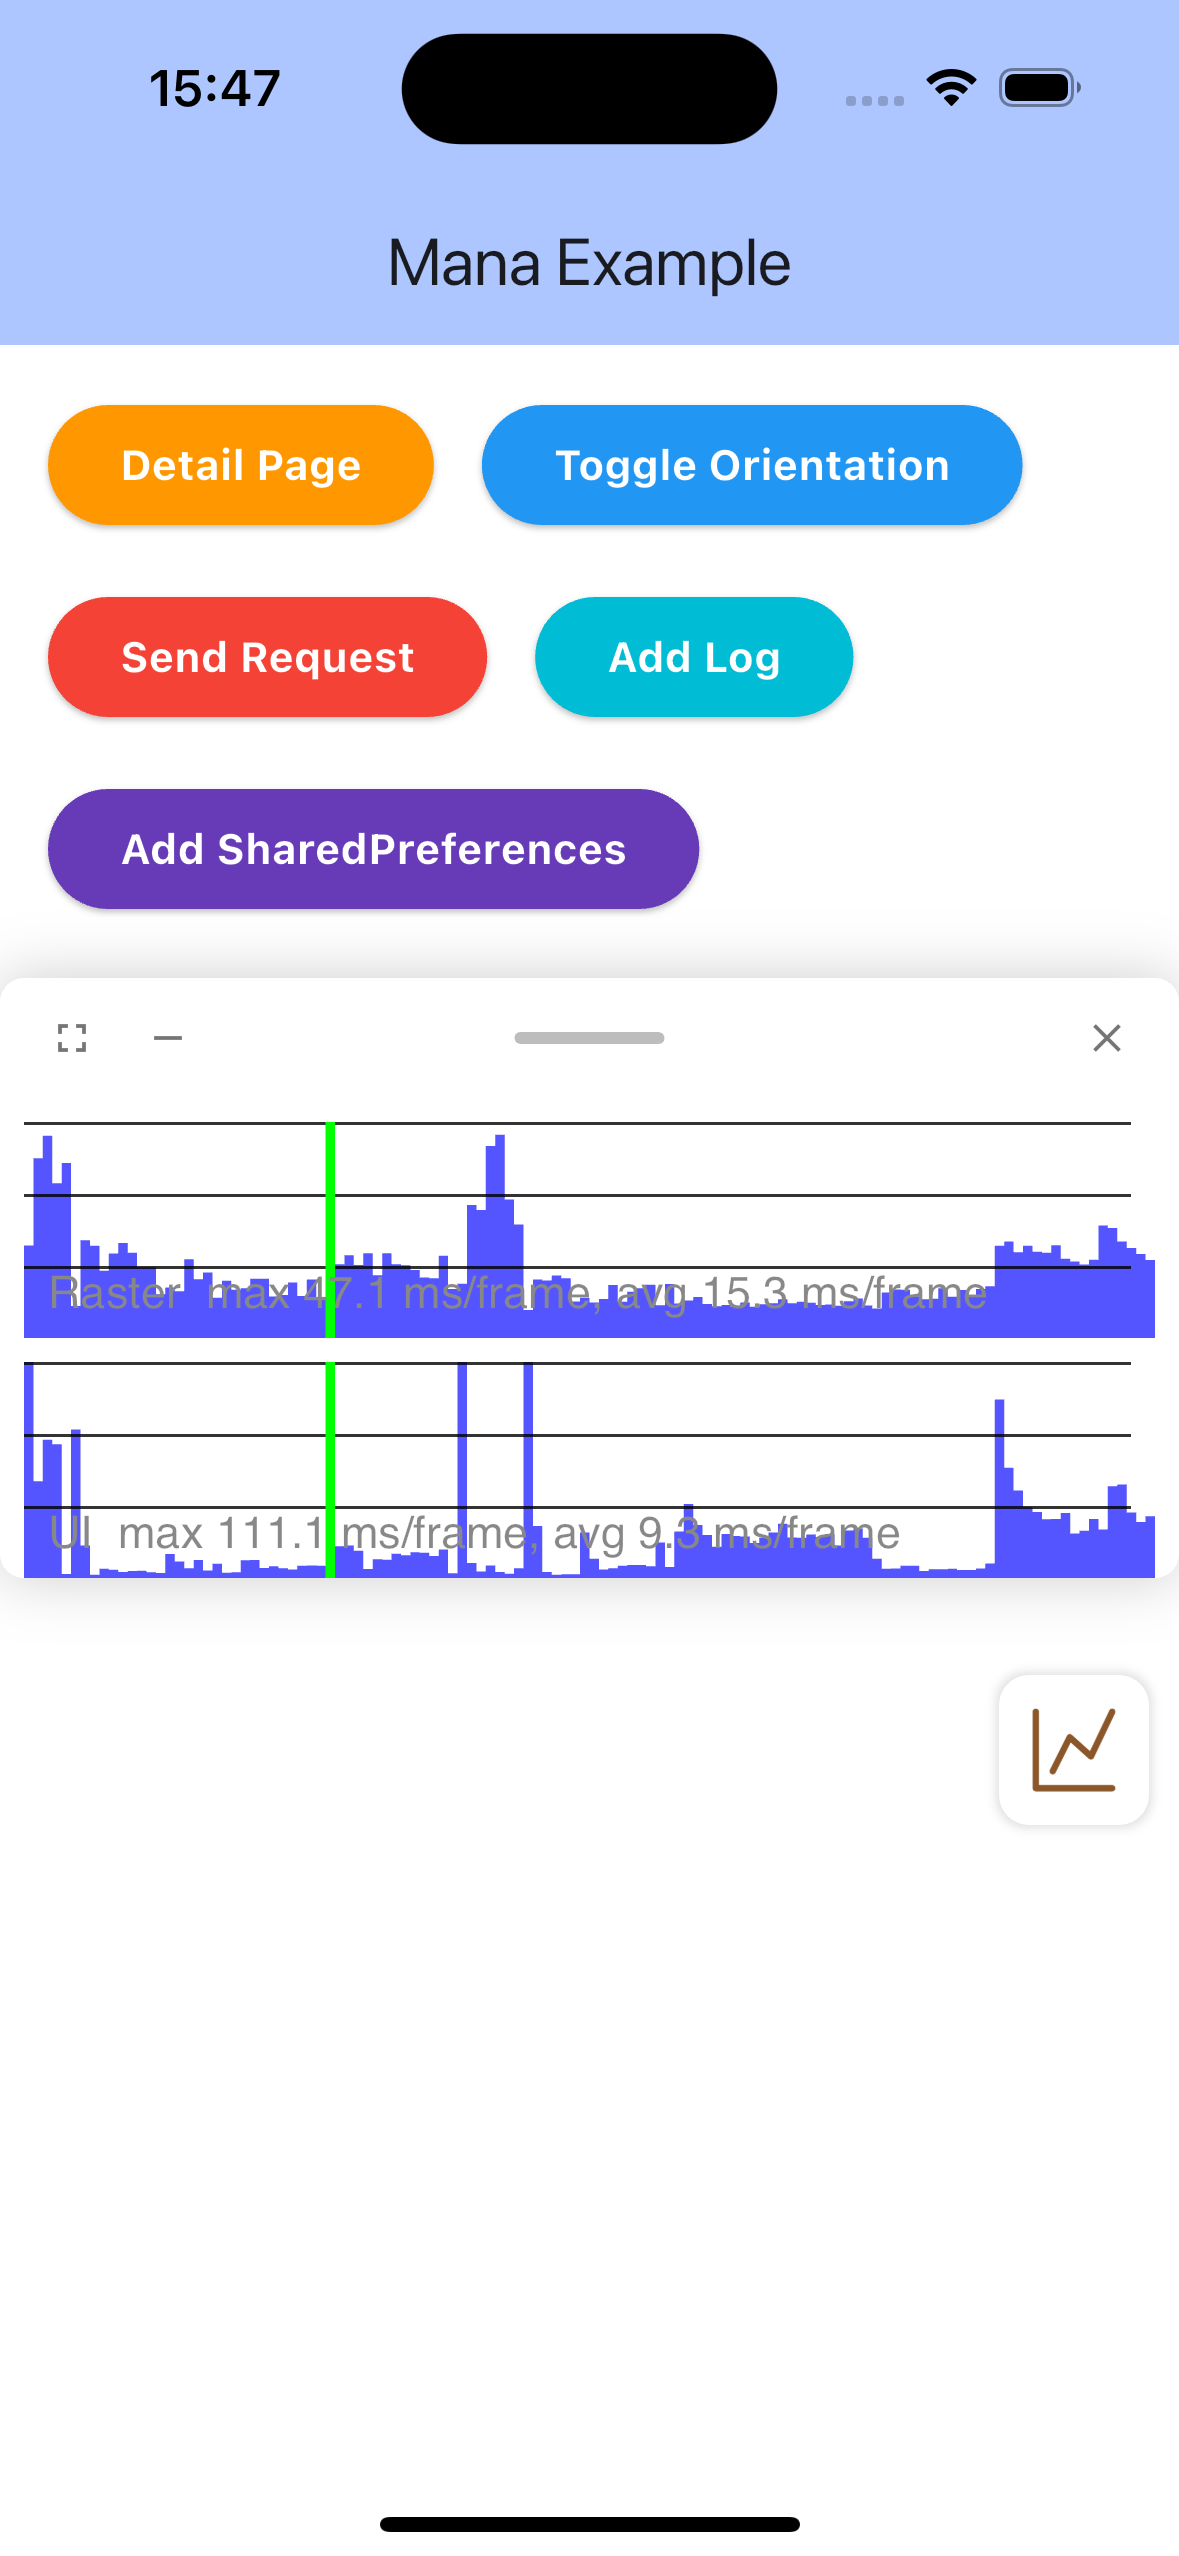 15:47
Mana Example
Detail Page
Toggle Orientation
Send Request
Add Log
Add SharedPreferences
Raster max 47.1 ms/frame, avg 15.3 ms/frame
UI max 111.1 ms/frame, avg 9.3 ms/frame